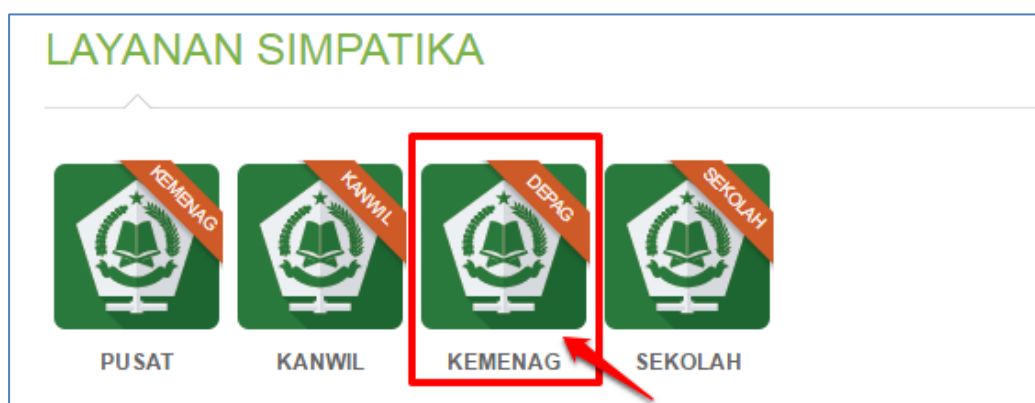 LAYANAN SIMPATIKA
KEMENAG
KANWIL
DEPAG
SEKOLAH
PUSAT
KANWIL
KEMENAG
SEKOLAH